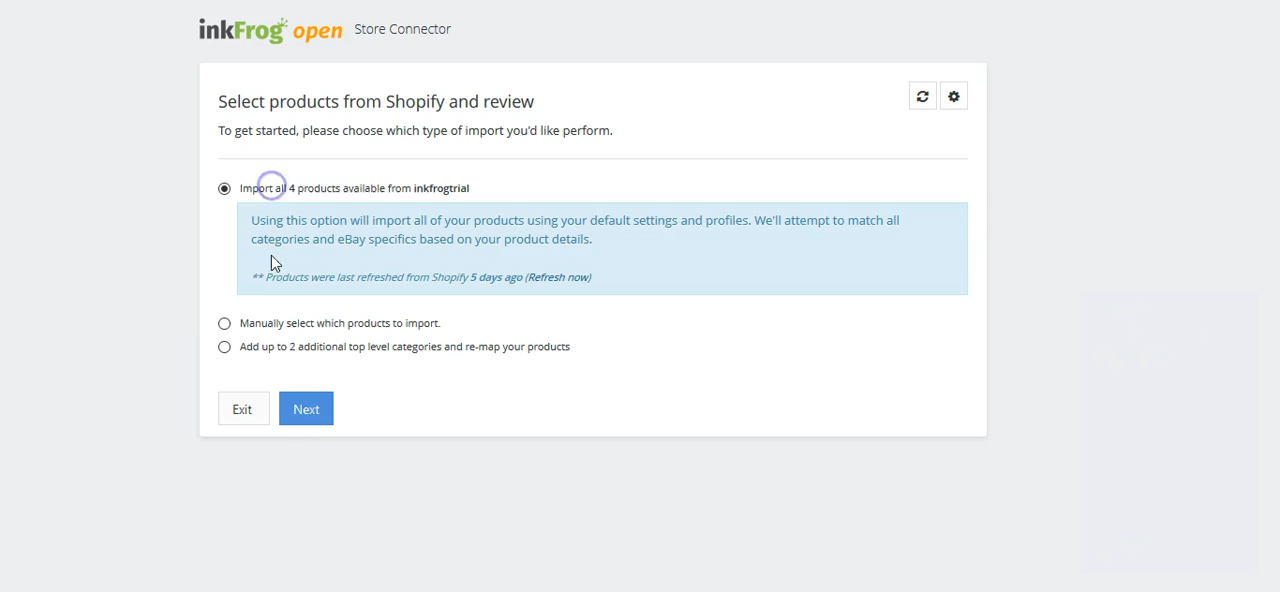 inkFrog open Store Connector
Select products from Shopify and review
To get started, please choose which type of import you'd like perform.
Import all 4 products available from inkfrogtrial
Using this option will import all of your products using your default settings and profiles. We'll attempt to match all
categories and eBay specifics based on your product details.
** Products were last refreshed from Shopify 5 days ago (Refresh now)
Manually select which products to import.
Add up to 2 additional top level categories and re-map your products
Exit Next